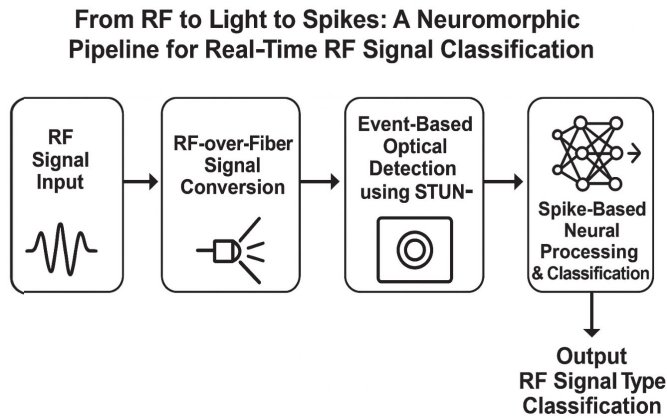 From RF to Light to Spikes: A Neuromorphic
Pipeline for Real-Time RF Signal Classification
RF
Signal
Input
RF-over-Fiber
Signal
Conversion
Event-Based
Optical
Detection
using STUN-
Spike-Based
Neural
Processing
& Classification
Output
RF Signal Type
Classification